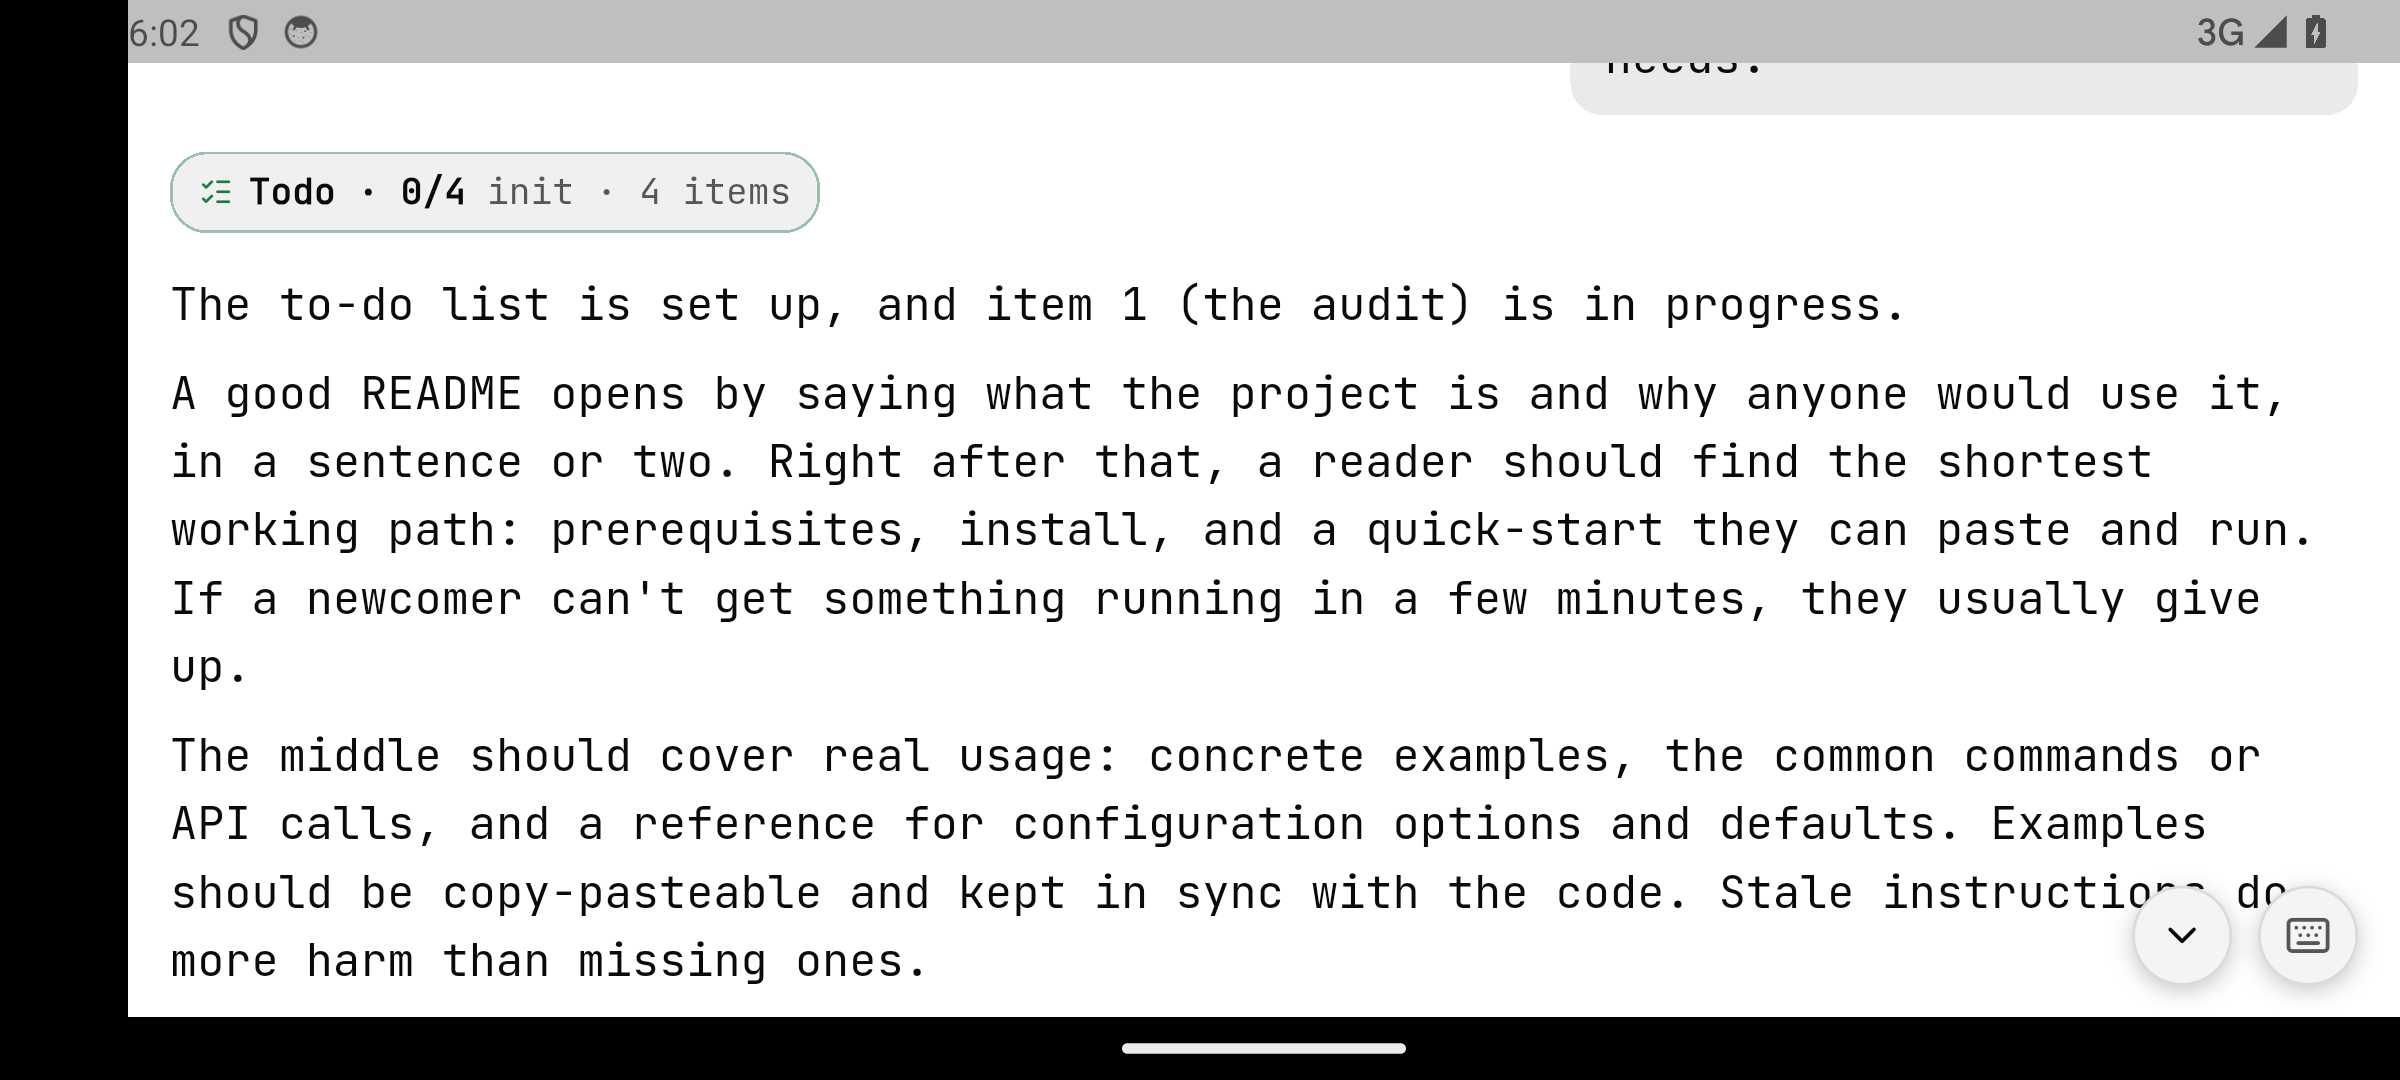 6:02
3G
needs.
Todo · 0/4 init · 4 items
The to-do list is set up, and item 1 (the audit) is in progress.
A good README opens by saying what the project is and why anyone would use it,
in a sentence or two. Right after that, a reader should find the shortest
working path: prerequisites, install, and a quick-start they can paste and run.
If a newcomer can't get something running in a few minutes, they usually give
up.
The middle should cover real usage: concrete examples, the common commands or
API calls, and a reference for configuration options and defaults. Examples
should be copy-pasteable and kept in sync with the code. Stale instructions do
more harm than missing ones.